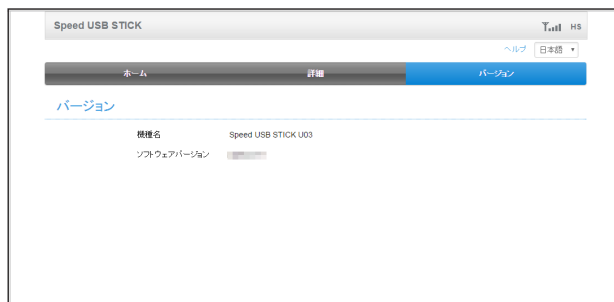 Speed USB STICK HS
ヘルプ 日本語
ホーム 詳細 バージョン
バージョン
機種名 Speed USB STICK U03
ソフトウェアバージョン